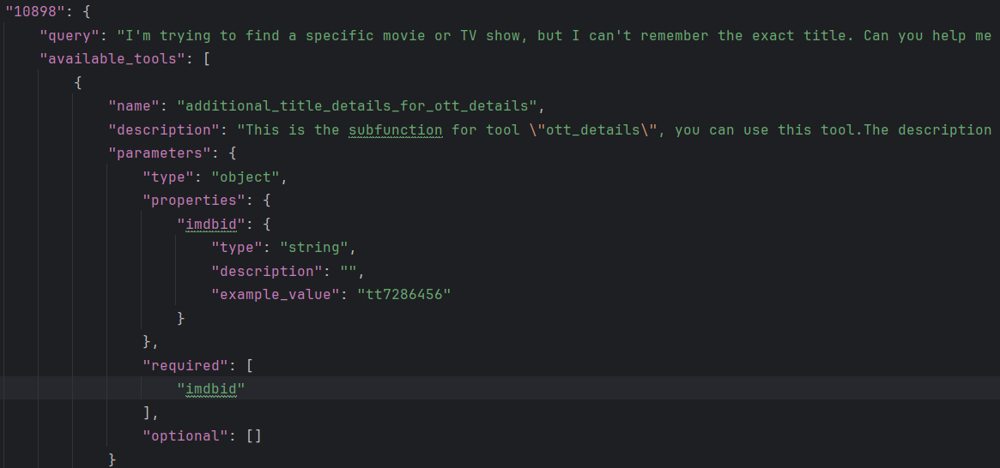 "10898": {
"query": "I'm trying to find a specific movie or TV show, but I can't remember the exact title. Can you help me
"available_tools": [
{
"name": "additional_title_details_for_ott_details",
"description": "This is the subfunction for tool \"ott_details\", you can use this tool.The description
"parameters": {
"type": "object",
"properties": {
"imdbid": {
"type": "string",
"description": "",
"example_value": "tt7286456"
}
},
"required": [
"imdbid"
],
"optional": []
}